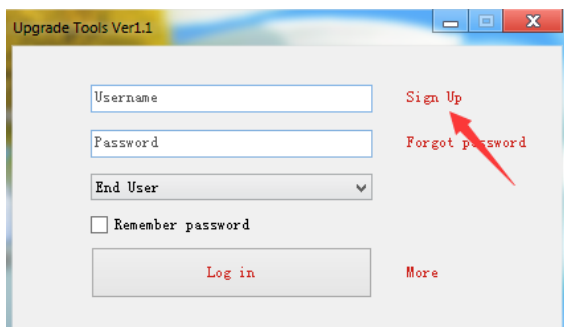 Upgrade Tools Ver1.1
Username
Sign Up
Password
Forgot password
End User
Remember password
Log in
More